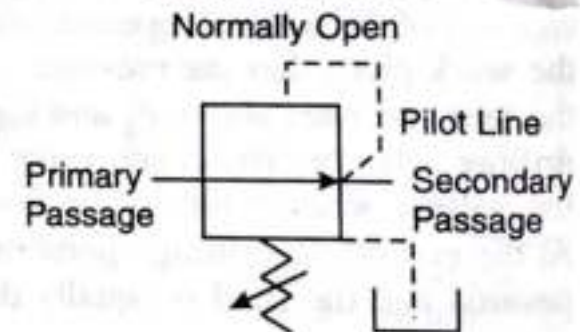 Normally Open
Pilot Line
Primary
Passage
Secondary
Passage